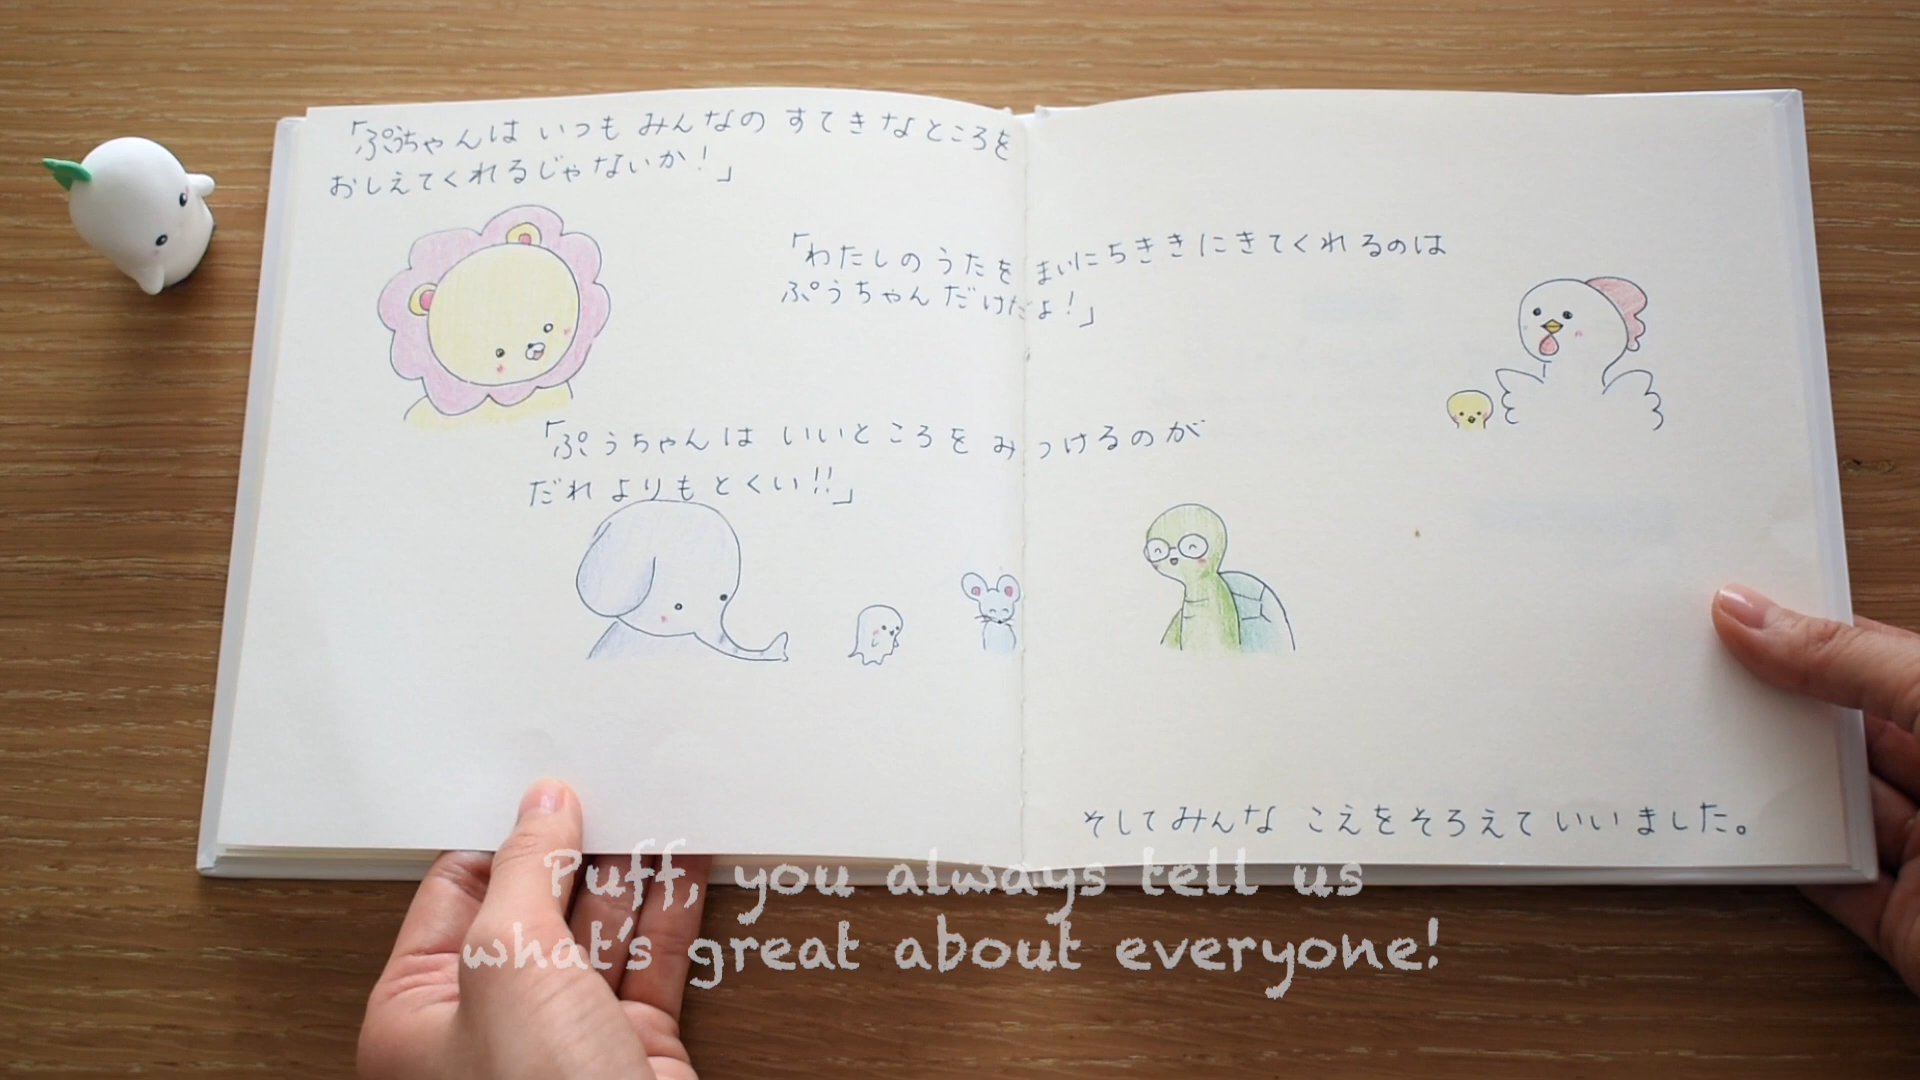 「ぷうちゃんは いつも みんなの すてきなところを
おしえてくれるじゃないか!」
「わたしのうたを まいにちききにきてくれるのは
ぷうちゃんだけだよ!」
「ぷうちゃんは いいところを みつけるのが
だれよりもとくい!!」
そしてみんな こえをそろえていいました。
Puff, you always tell us
what's great about everyone!